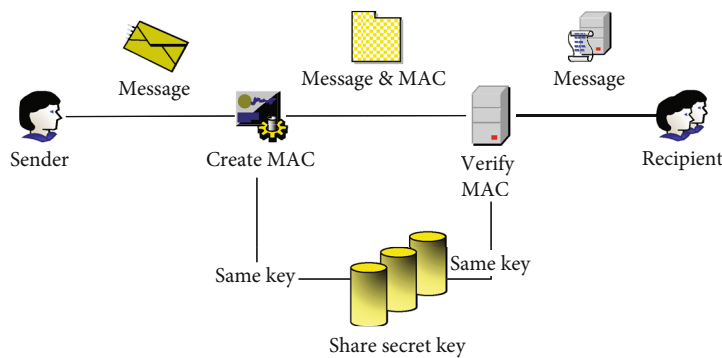 Message
Message & MAC
Message
Sender
Create MAC
Verify
MAC
Recipient
Same key
Same key
Share secret key